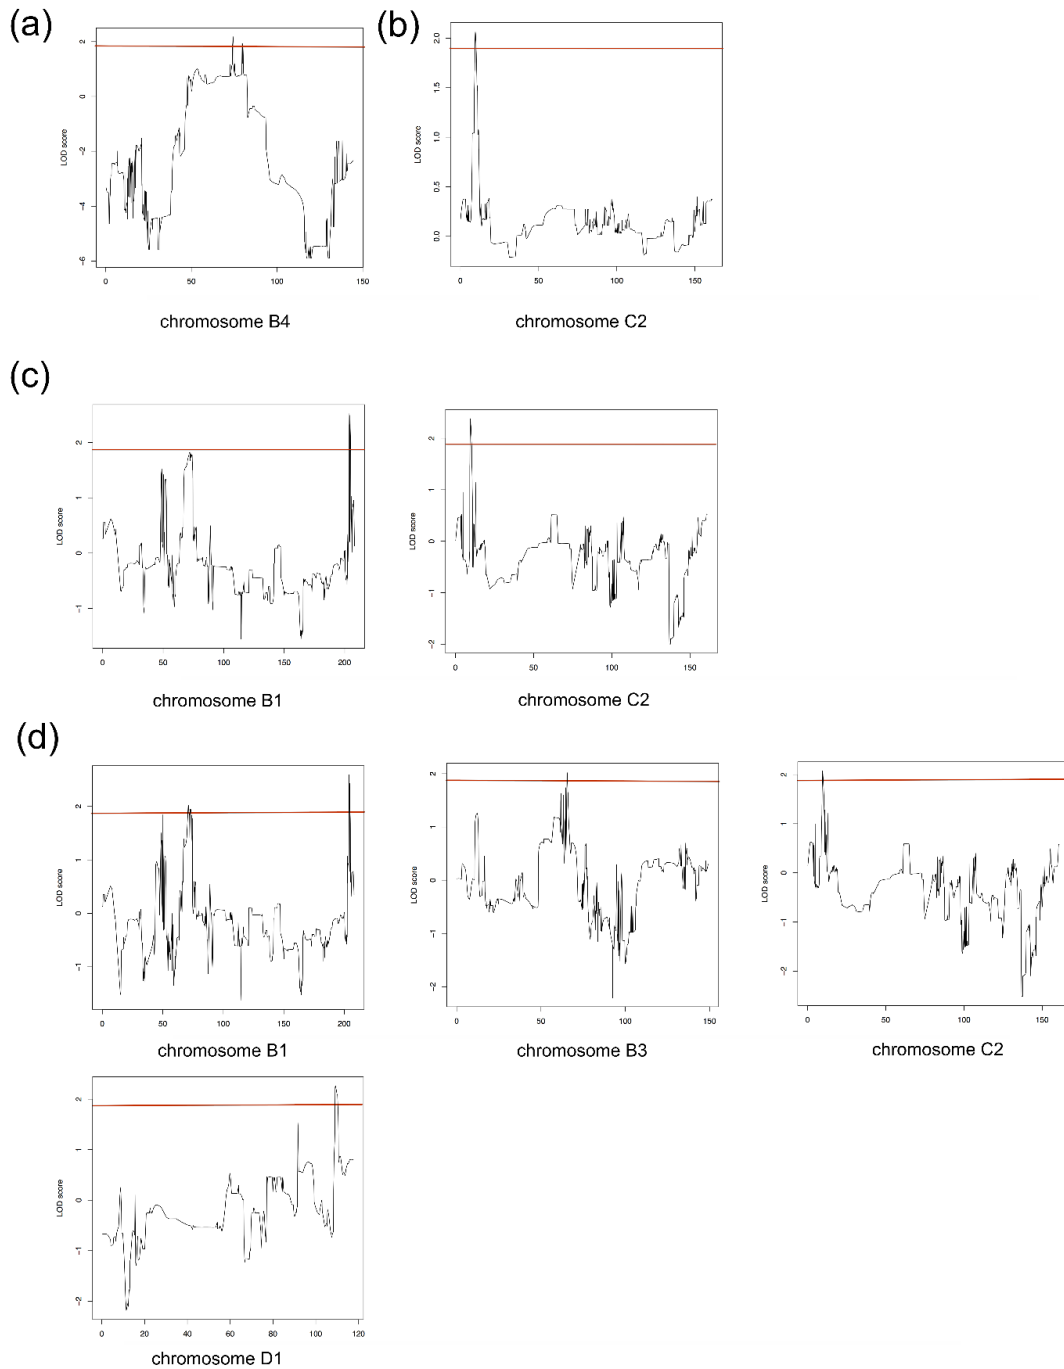 (a)
2
0
−2
−4
−6
LOD score
0 50 100 150
chromosome B4
(b)
2.0
1.5
1.0
0.5
0.0
LOD score
0 50 100 150
chromosome C2
(c)
2
1
0
−1
LOD score
0 50 100 150 200
chromosome B1
2
1
0
−1
−2
LOD score
0 50 100 150
chromosome C2
(d)
2
1
0
−1
LOD score
0 50 100 150 200
chromosome B1
2
1
0
−1
−2
LOD score
0 50 100 150
chromosome B3
2
1
0
−1
−2
LOD score
0 50 100 150
chromosome C2
2
1
0
−1
−2
LOD score
0 20 40 60 80 100 120
chromosome D1